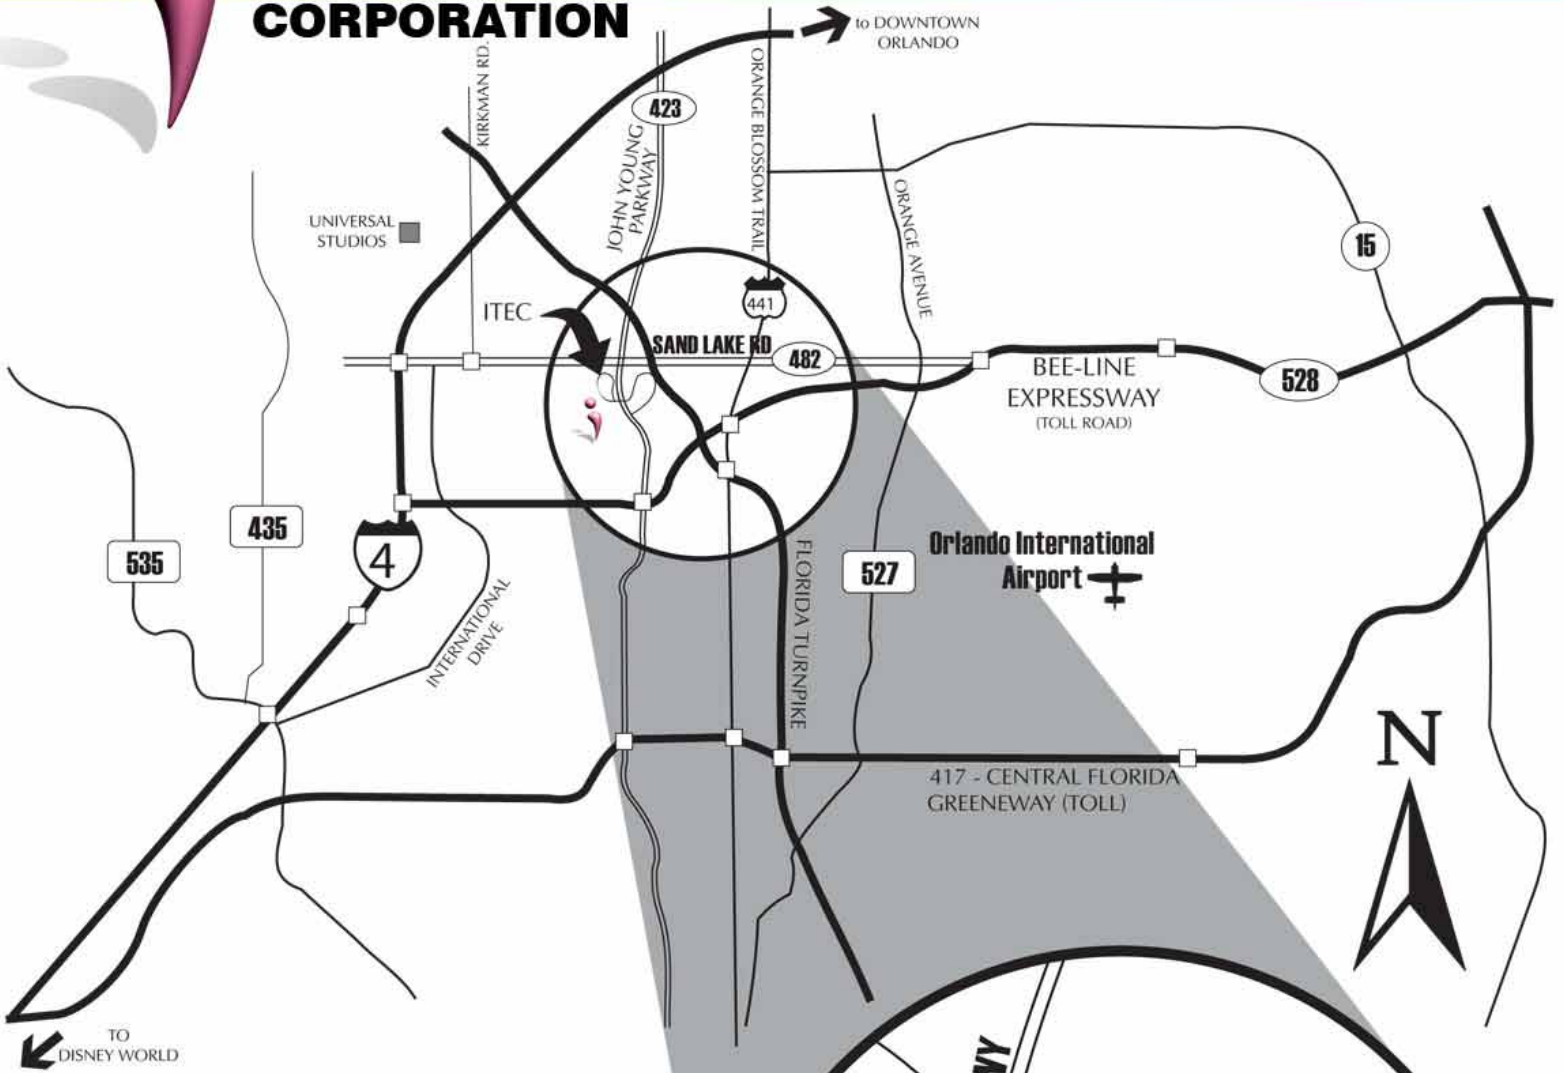 CORPORATION
to DOWNTOWN
ORLANDO
KIRKMAN RD.
423
JOHN YOUNG
PARKWAY
ORANGE BLOSSOM TRAIL
ORANGE AVENUE
UNIVERSAL
STUDIOS
15
ITEC
441
SAND LAKE RD
482
BEE-LINE
EXPRESSWAY
(TOLL ROAD)
528
435
535
4
INTERNATIONAL
DRIVE
FLORIDA TURNPIKE
527
Orlando International
Airport
N
417 - CENTRAL FLORIDA
GREENEWAY (TOLL)
TO
DISNEY WORLD